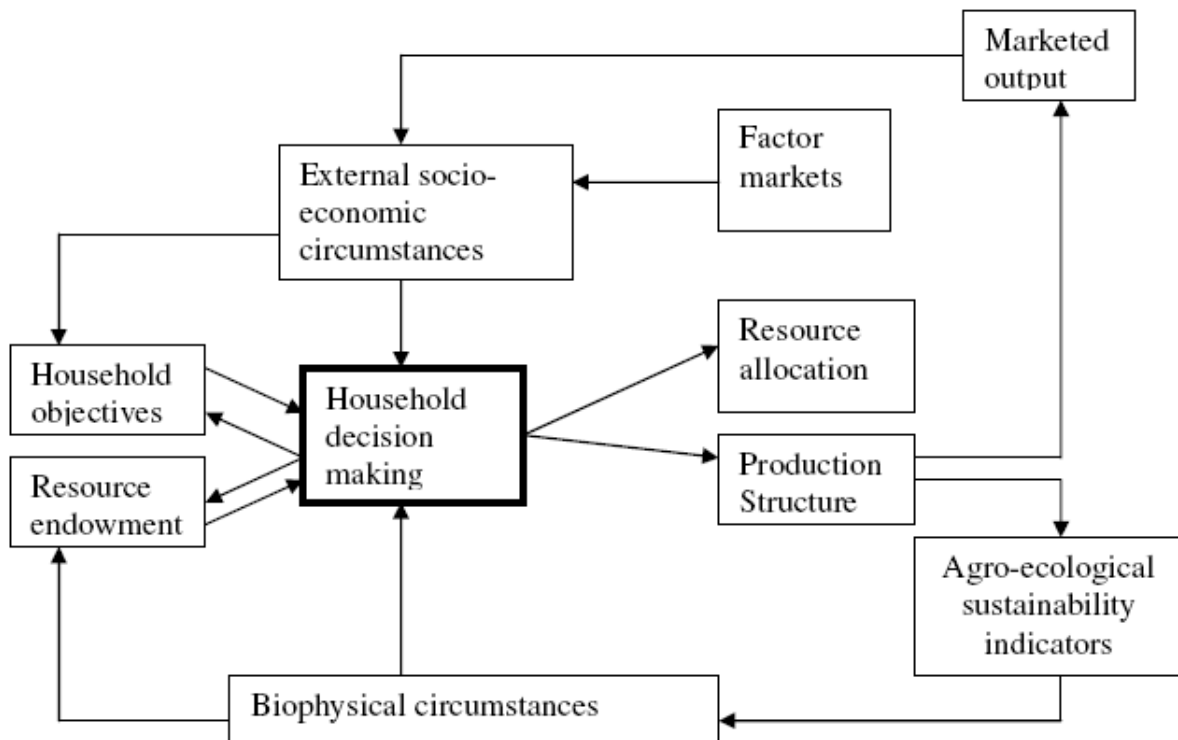 Marketed
output
Factor
markets
External socio-
economic
circumstances
Resource
allocation
Household
objectives
Household
decision
making
Production
Structure
Resource
endowment
Agro-ecological
sustainability
indicators
Biophysical circumstances